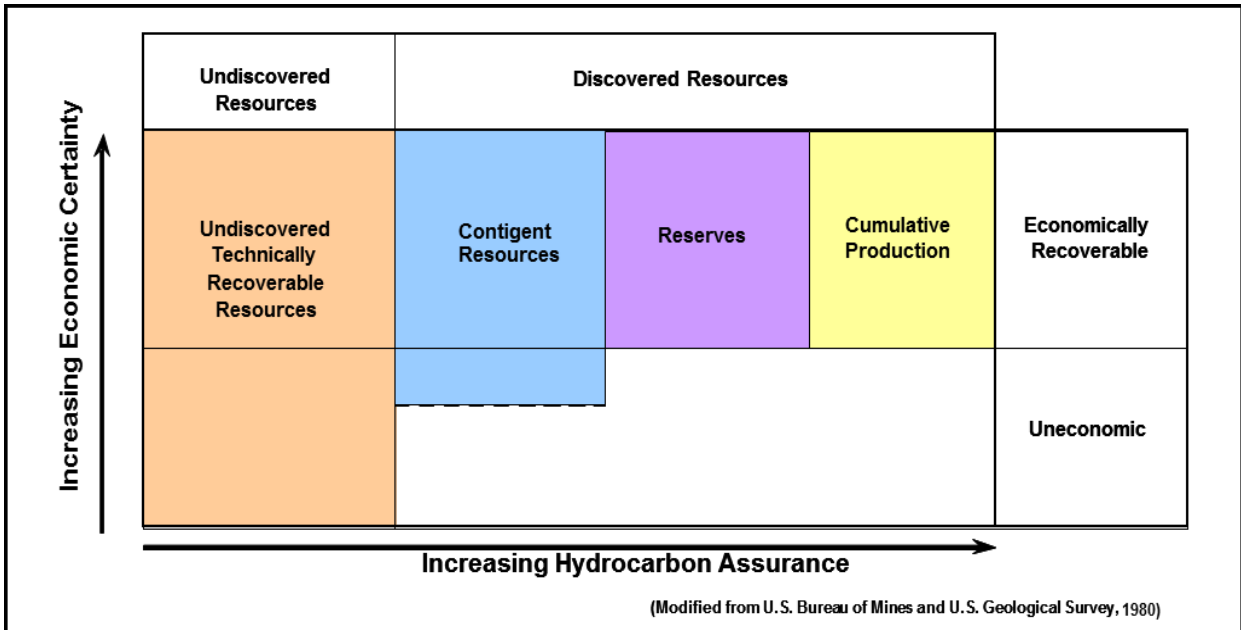 Undiscovered
Resources
Discovered Resources
Increasing Economic Certainty
Undiscovered
Technically
Recoverable
Resources
Contigent
Resources
Reserves
Cumulative
Production
Economically
Recoverable
Uneconomic
Increasing Hydrocarbon Assurance
(Modified from U.S. Bureau of Mines and U.S. Geological Survey, 1980)